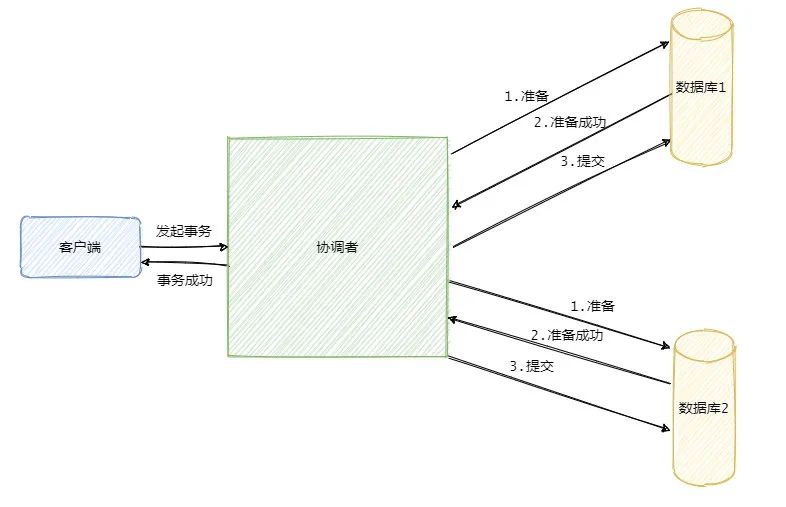 1.准备
数据库1
2.准备成功
3.提交
发起事务
客户端
协调者
事务成功
1.准备
2.准备成功
3.提交
数据库2